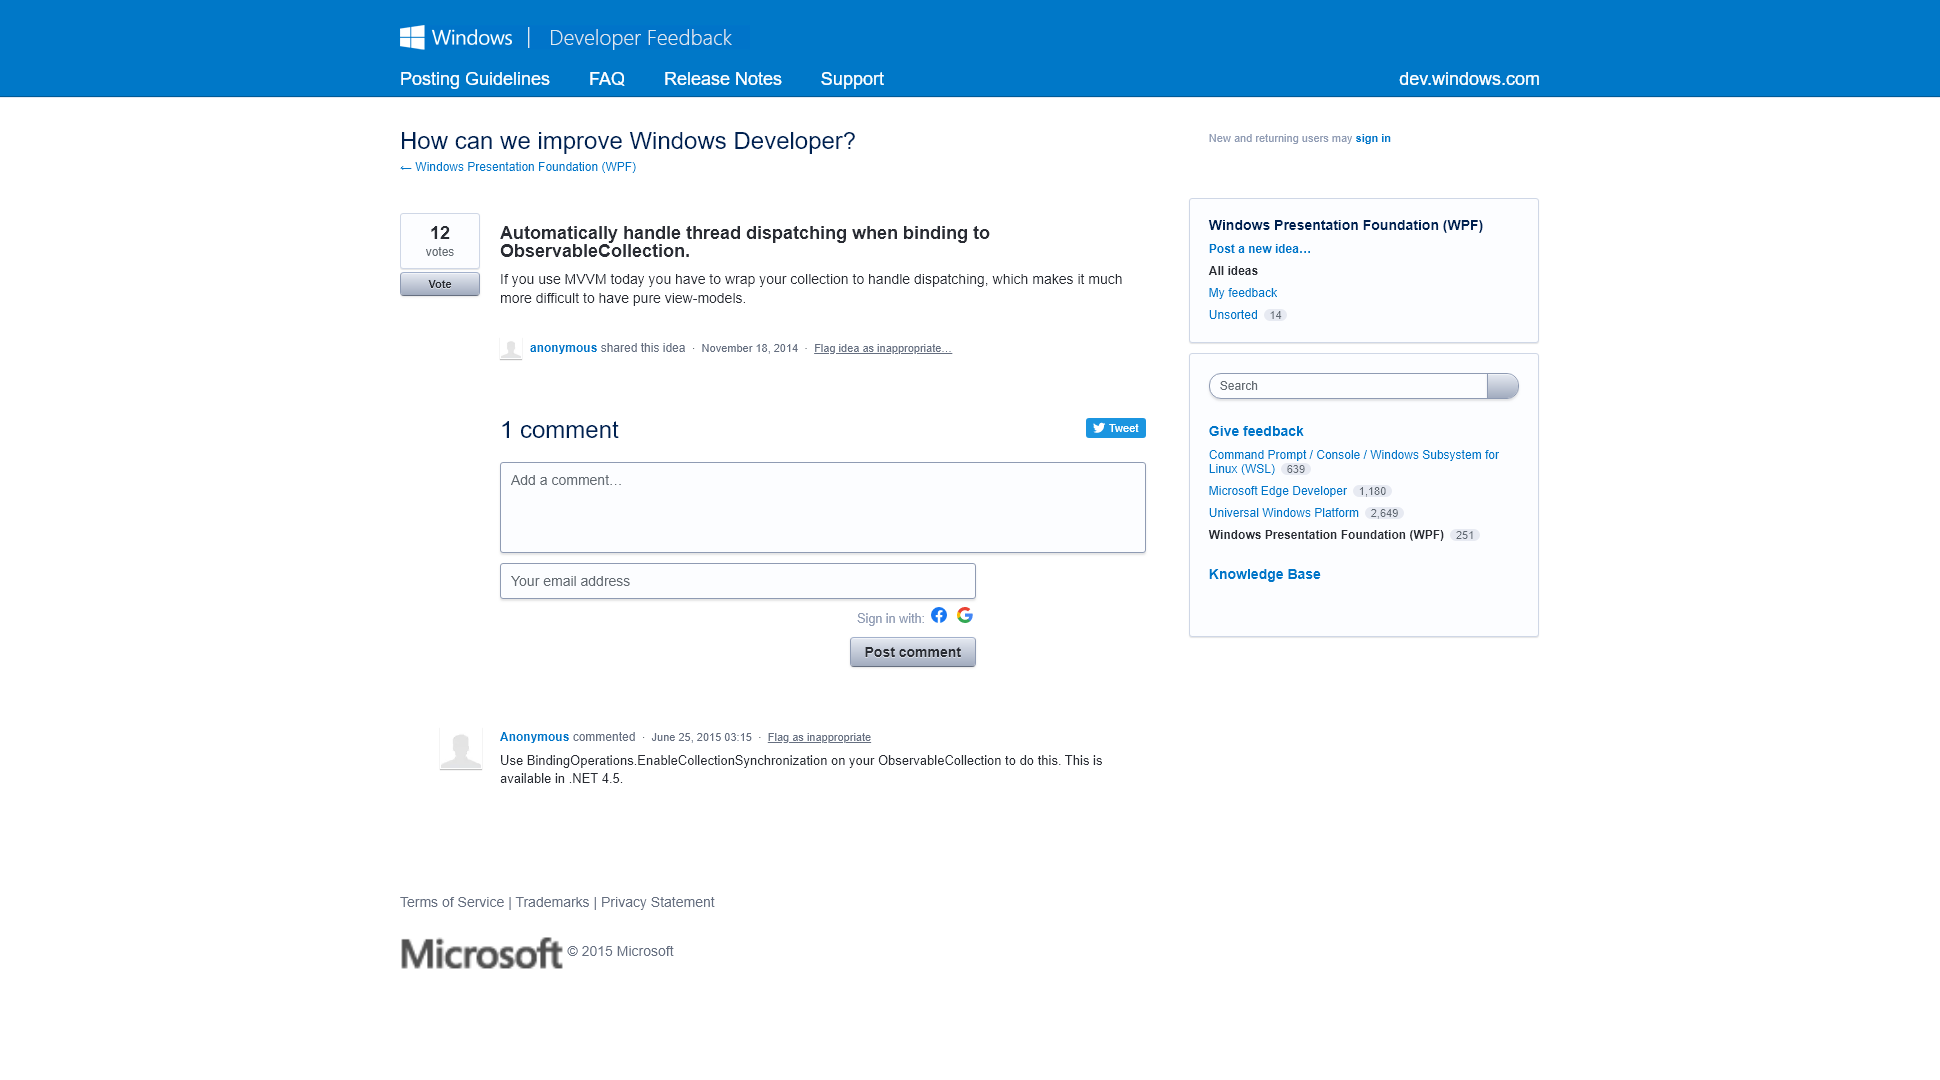 Windows | Developer Feedback
Posting Guidelines FAQ Release Notes Support dev.windows.com
How can we improve Windows Developer?
← Windows Presentation Foundation (WPF)
New and returning users may sign in
12
votes
Vote
Automatically handle thread dispatching when binding to
ObservableCollection.
If you use MVVM today you have to wrap your collection to handle dispatching, which makes it much
more difficult to have pure view-models.
anonymous shared this idea · November 18, 2014 · Flag idea as inappropriate…
1 comment
Tweet
Add a comment…
Your email address
Sign in with:
Post comment
Anonymous commented · June 25, 2015 03:15 · Flag as inappropriate
Use BindingOperations.EnableCollectionSynchronization on your ObservableCollection to do this. This is
available in .NET 4.5.
Windows Presentation Foundation (WPF)
Post a new idea…
All ideas
My feedback
Unsorted 14
Search
Give feedback
Command Prompt / Console / Windows Subsystem for
Linux (WSL) 639
Microsoft Edge Developer 1,180
Universal Windows Platform 2,649
Windows Presentation Foundation (WPF) 251
Knowledge Base
Terms of Service | Trademarks | Privacy Statement
Microsoft © 2015 Microsoft